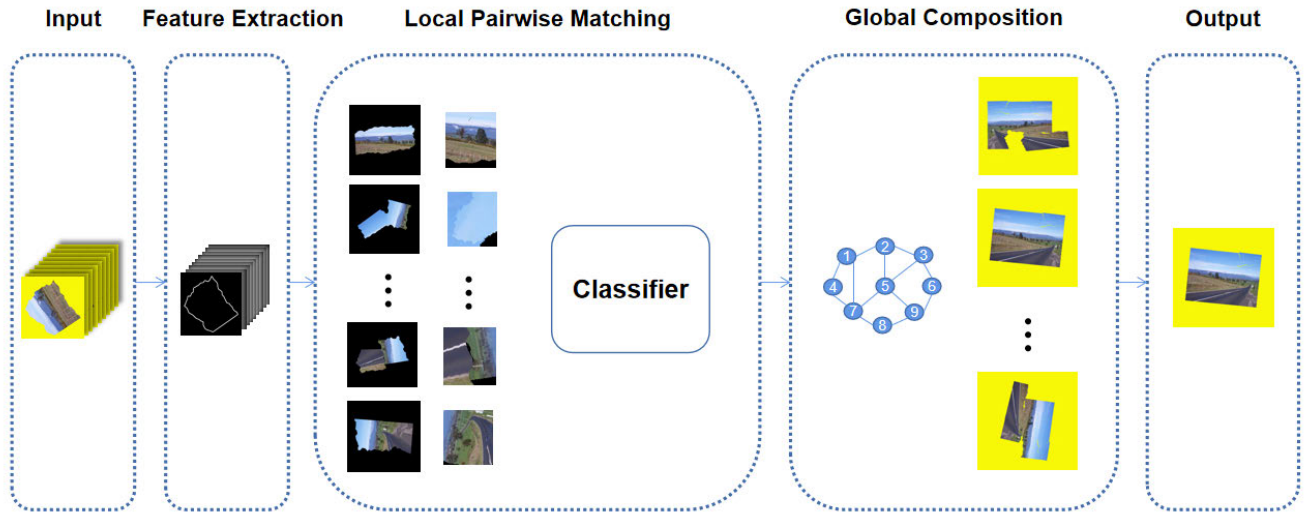 Input
Feature Extraction
Local Pairwise Matching
Global Composition
Output
Classifier
1
2
3
4
5
6
7
8
9